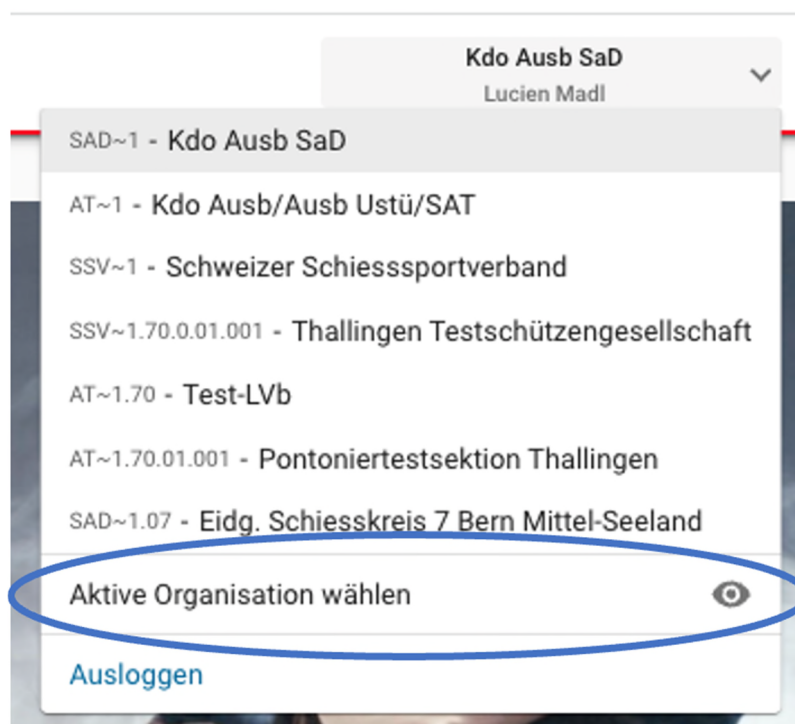 Kdo Ausb SaD
Lucien Madl
SAD~1 - Kdo Ausb SaD
AT~1 - Kdo Ausb/Ausb Ustü/SAT
SSV~1 - Schweizer Schiesssportverband
SSV~1.70.0.01.001 - Thallingen Testschützengesellschaft
AT~1.70 - Test-LVb
AT~1.70.01.001 - Pontoniertestsektion Thallingen
SAD~1.07 - Eidg. Schiesskreis 7 Bern Mittel-Seeland
Aktive Organisation wählen
Ausloggen